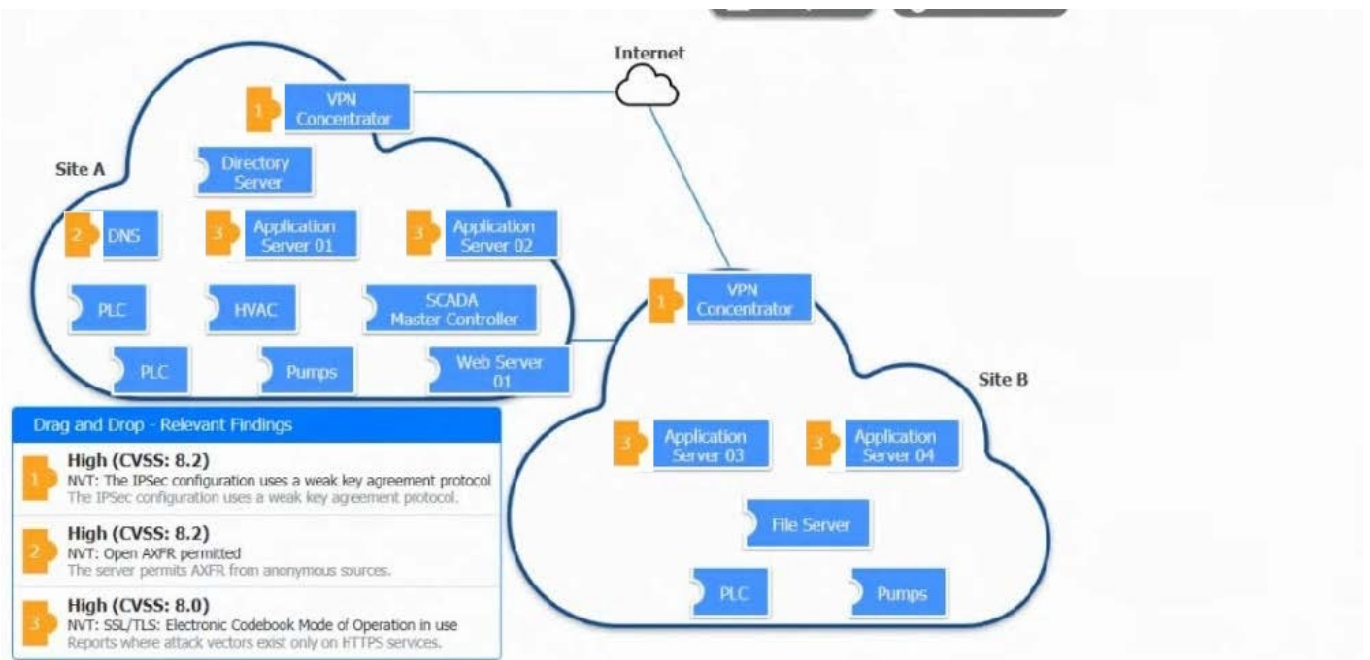 Internet
1
VPN
Concentrator
Site A
Directory
Server
2
DNS
3
Application
Server 01
3
Application
Server 02
PLC
HVAC
SCADA
Master Controller
PLC
Pumps
Web Server
01
1
VPN
Concentrator
Site B
3
Application
Server 03
3
Application
Server 04
File Server
PLC
Pumps
Drag and Drop - Relevant Findings
1
High (CVSS: 8.2)
NVT: The IPSec configuration uses a weak key agreement protocol
The IPSec configuration uses a weak key agreement protocol.
2
High (CVSS: 8.2)
NVT: Open AXFR permitted
The server permits AXFR from anonymous sources.
3
High (CVSS: 8.0)
NVT: SSL/TLS: Electronic Codebook Mode of Operation in use
Reports where attack vectors exist only on HTTPS services.